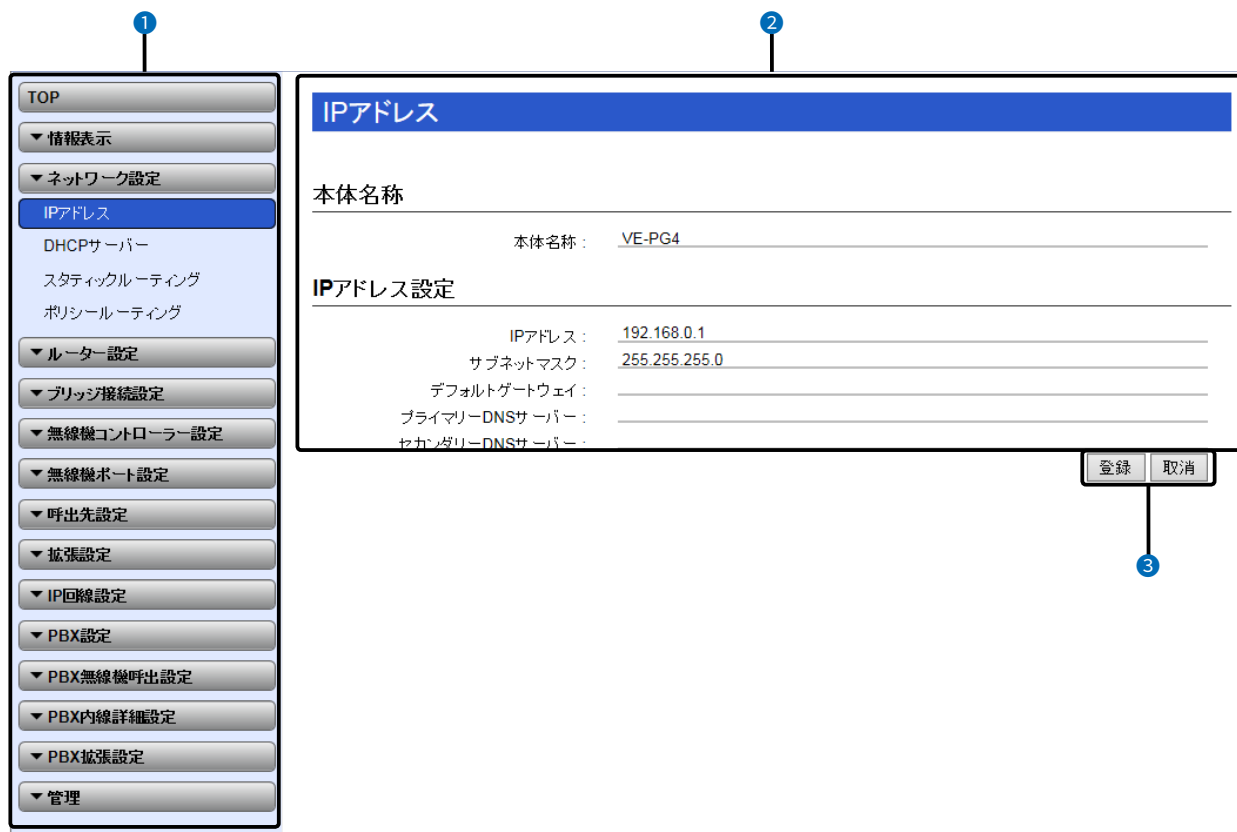 1
2
TOP
▼情報表示
▼ネットワーク設定
IPアドレス
DHCPサーバー
スタティックルーティング
ポリシールーティング
▼ルーター設定
▼ブリッジ接続設定
▼無線機コントローラー設定
▼無線機ポート設定
▼呼出先設定
▼拡張設定
▼IP回線設定
▼PBX設定
▼PBX無線機呼出設定
▼PBX内線詳細設定
▼PBX拡張設定
▼管理
IPアドレス
本体名称
本体名称: VE-PG4
IPアドレス設定
IPアドレス: 192.168.0.1
サブネットマスク: 255.255.255.0
デフォルトゲートウェイ:
プライマリーDNSサーバー:
セカンダリーDNSサーバー:
登録 取消
3